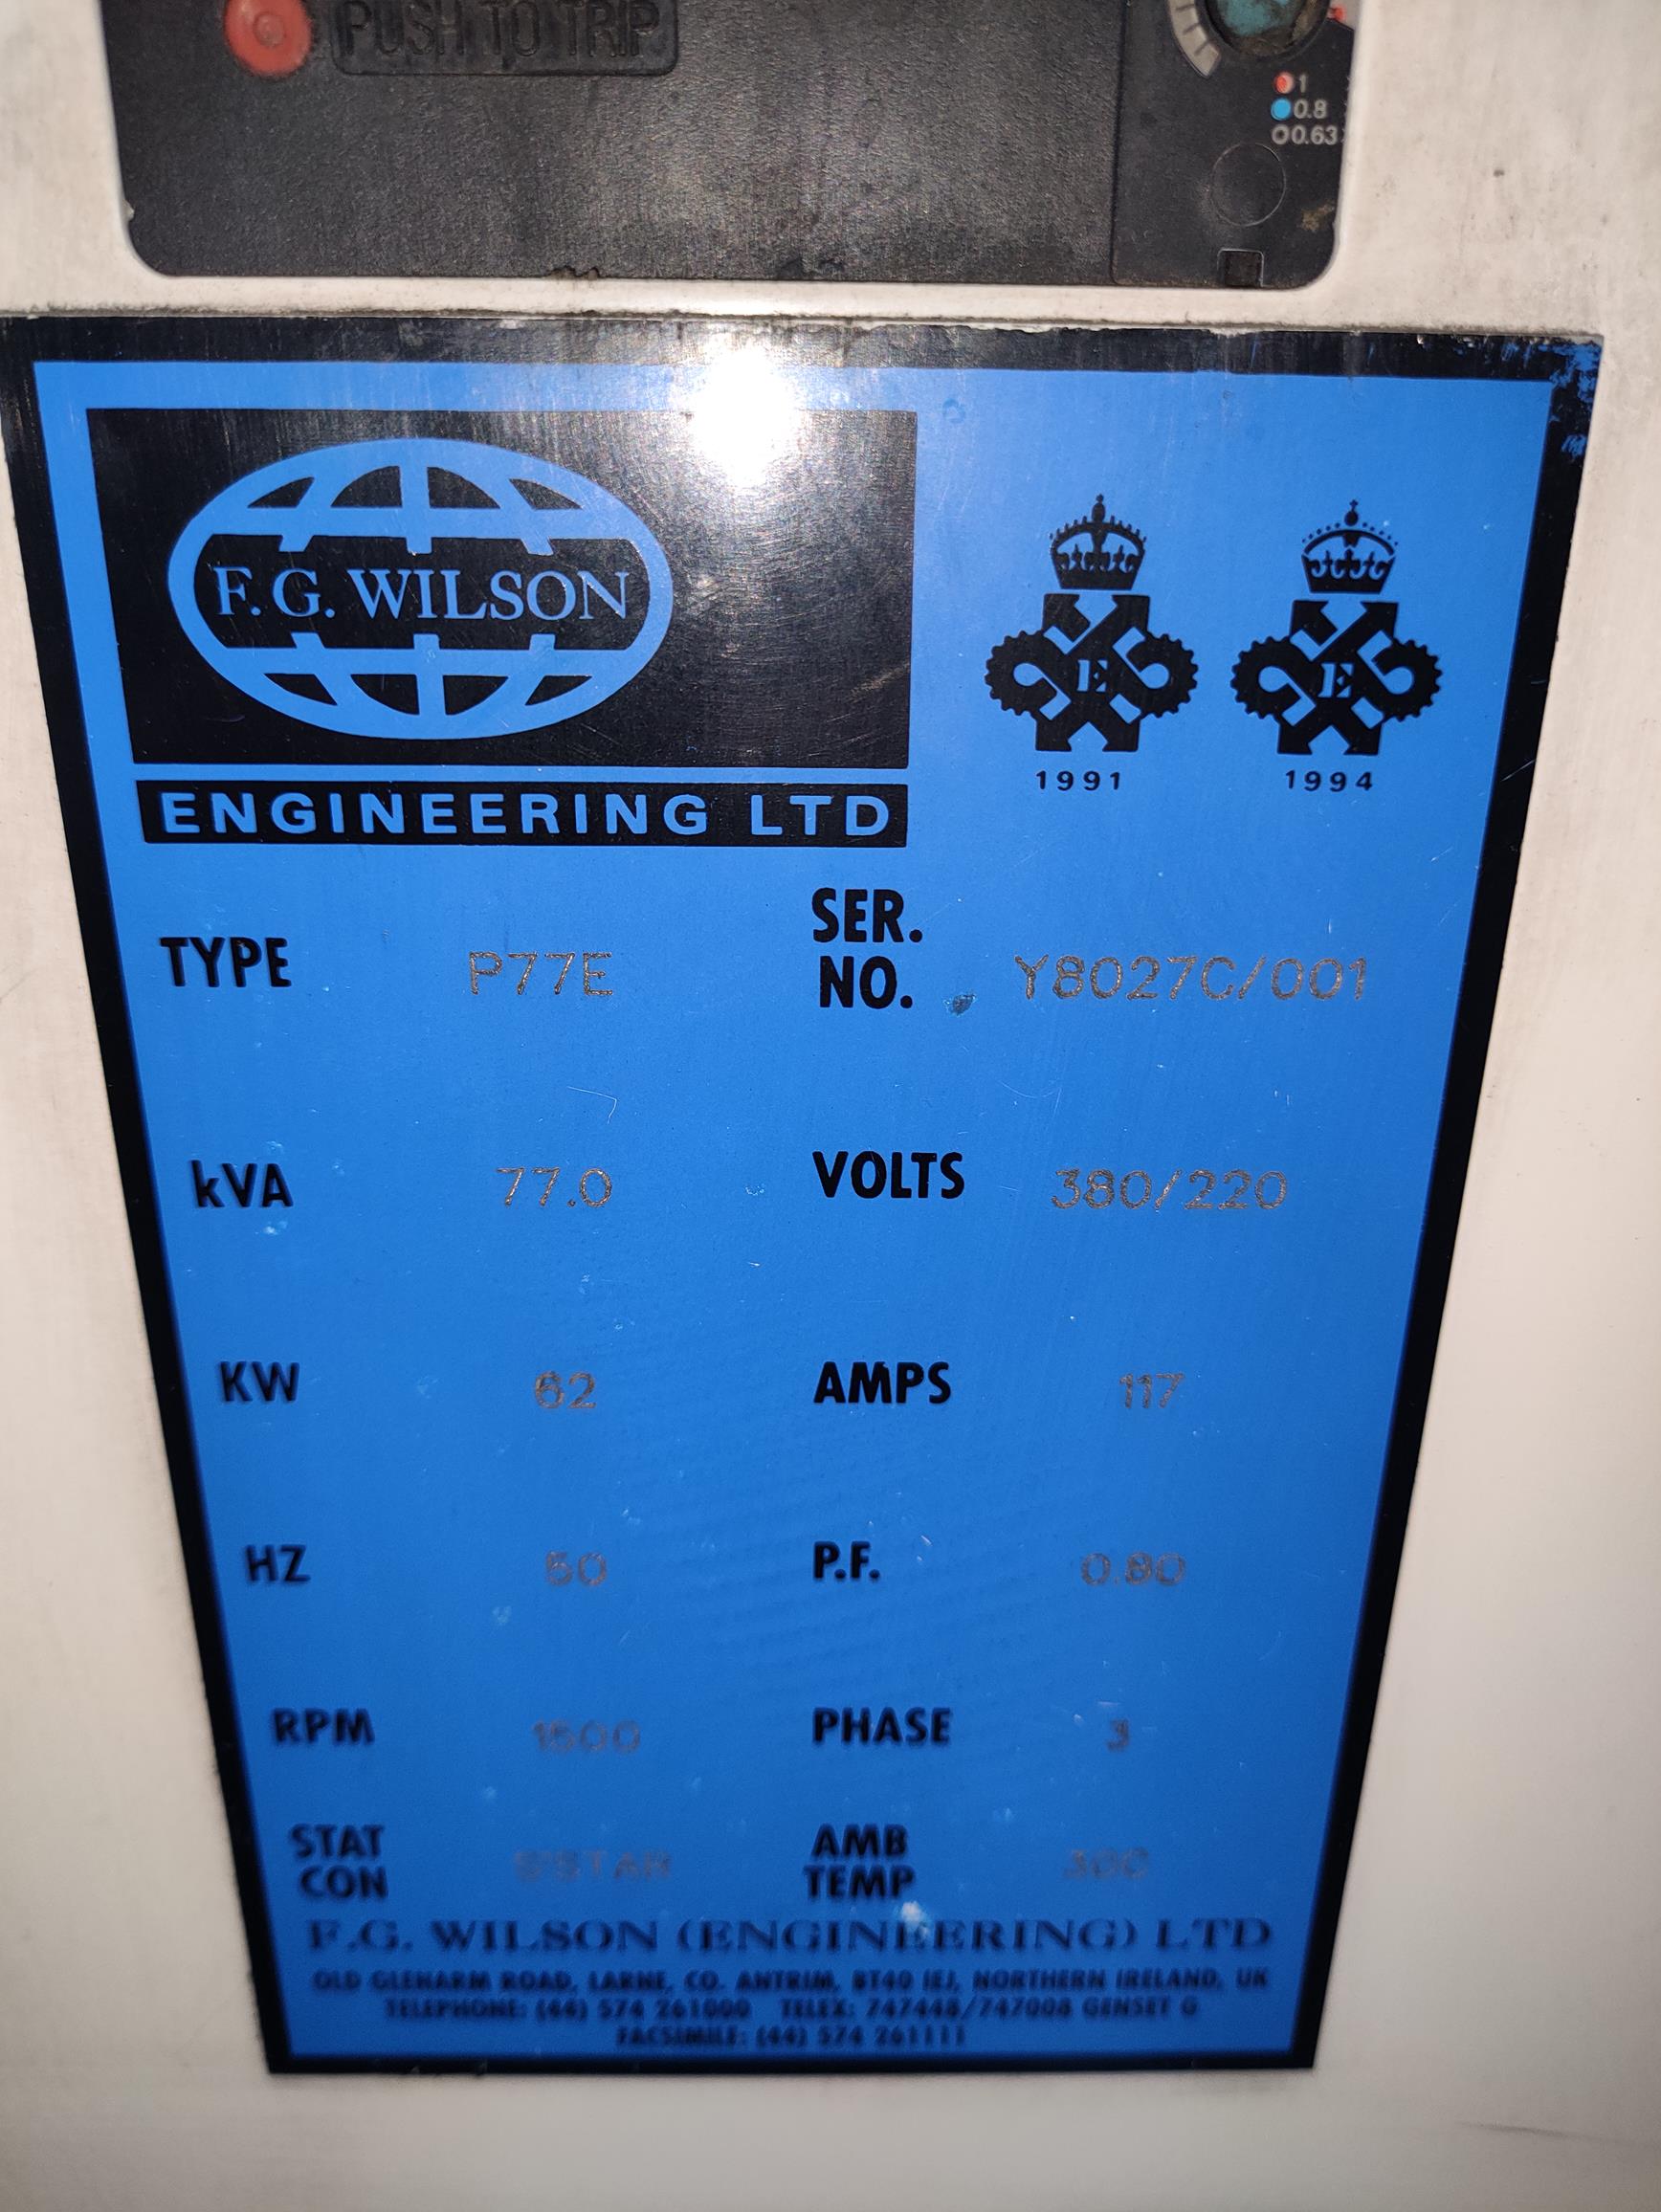 PUSH TO TRIP
1
0.8
0.63
F.G. WILSON
ENGINEERING LTD
E E
1991 1994
TYPE P77E SER. NO. Y8027C/001
kVA 77.0 VOLTS 380/220
KW 62 AMPS 117
HZ 50 P.F. 0.80
RPM 1500 PHASE 3
STAT CON S'STAR AMB TEMP 30C
F.G. WILSON (ENGINEERING) LTD
OLD GLENARM ROAD, LARNE, CO. ANTRIM, BT40 IEJ, NORTHERN IRELAND, UK
TELEPHONE: (44) 574 261000 TELEX: 747448/747008 GENSET G
FACSIMILE: (44) 574 261111